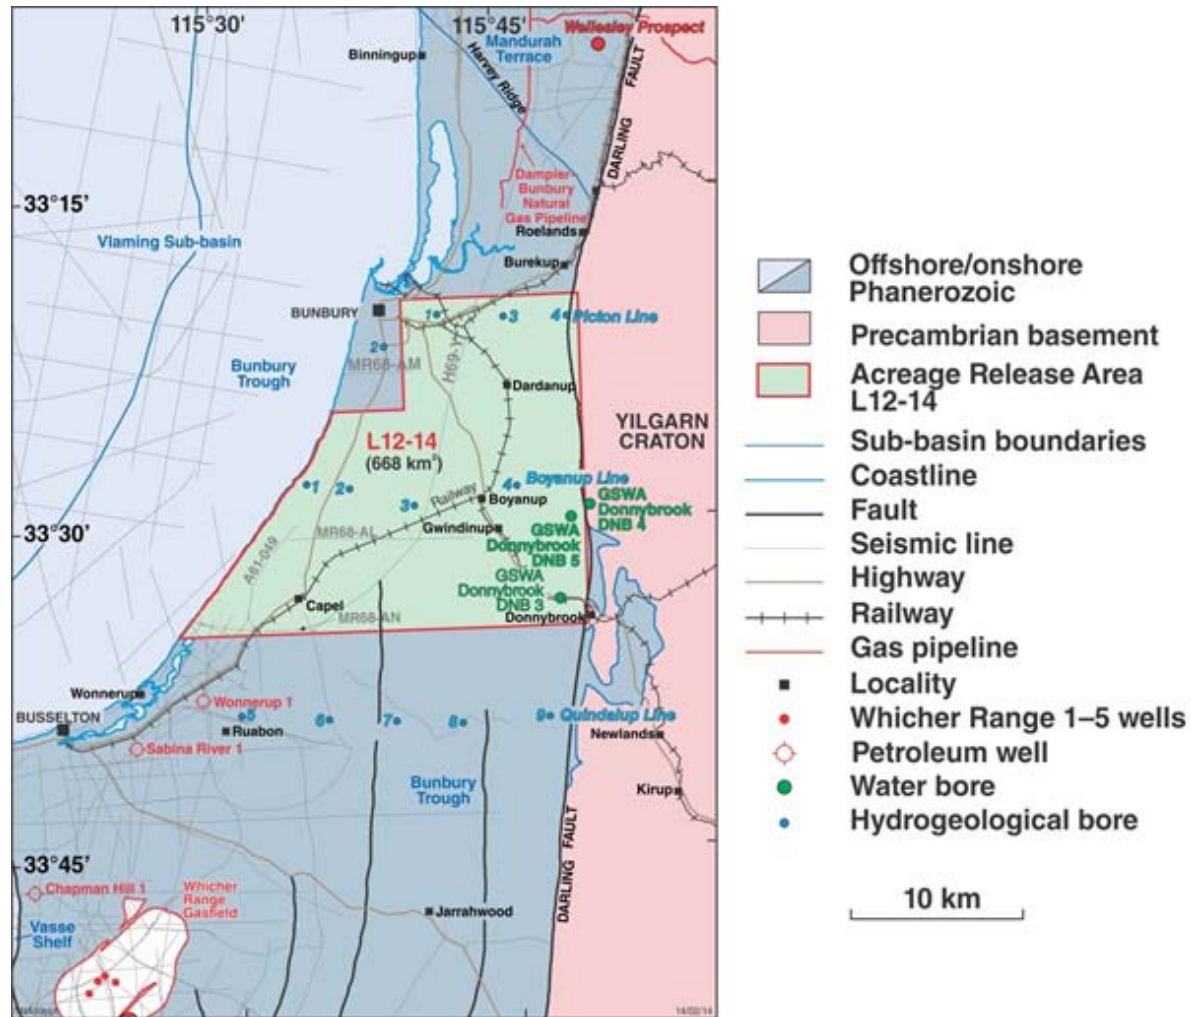 115°30'
115°45'
Wellesley Prospect
Mandurah
Terrace
Binningup
Harvey Ridge
DARLING FAULT
33°15'
Dampier-
Bunbury
Natural
Gas Pipeline
Roelands
Vlaming Sub-basin
Burekup
BUNBURY
1
3
4
Picton Line
2
MR68-AM
H69-
Bunbury
Trough
Dardanup
YILGARN
CRATON
L12-14
(668 km²)
1
2
3
4
Boyanup Line
Railway
Boyanup
GSWA
Donnybrook
DNB 4
33°30'
MR68-AL
Gwindinup
GSWA
Donnybrook
DNB 5
A61-049
GSWA
Donnybrook
DNB 3
Capel
MR68-AN
Donnybrook
Wonnerup
Wonnerup 1
BUSSELTON
5
6
7
8
9
Quindalup Line
Ruabon
Newlands
Sabina River 1
Bunbury
Trough
Kirup
DARLING FAULT
33°45'
Chapman Hill 1
Whicher
Range
Gasfield
Vasse
Shelf
Jarrahwood
14/02/14
Offshore/onshore
Phanerozoic
Precambrian basement
Acreage Release Area
L12-14
Sub-basin boundaries
Coastline
Fault
Seismic line
Highway
Railway
Gas pipeline
Locality
Whicher Range 1–5 wells
Petroleum well
Water bore
Hydrogeological bore
10 km